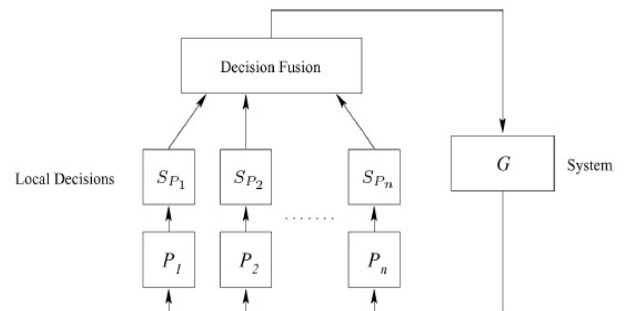 Decision Fusion
Local Decisions
S_{P_1}
S_{P_2}
.......
S_{P_n}
G
System
P_1
P_2
P_n